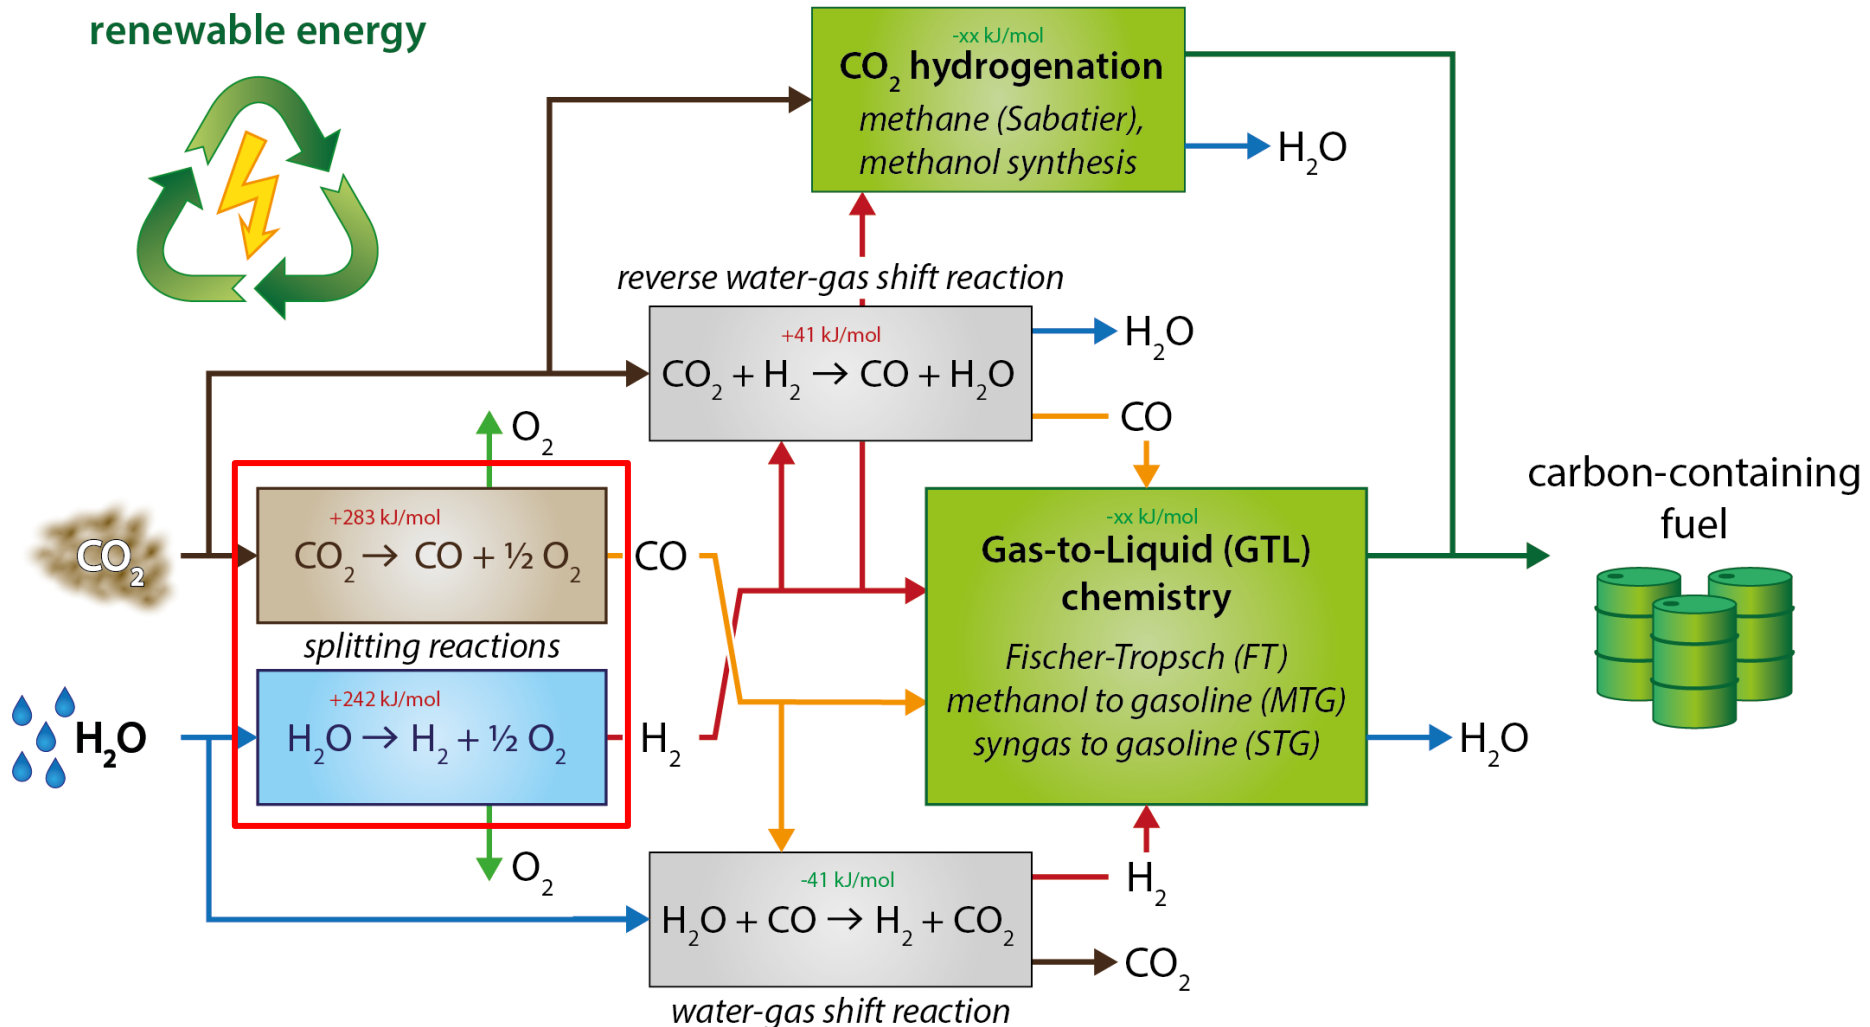 renewable energy
-xx kJ/mol
CO₂ hydrogenation
methane (Sabatier),
methanol synthesis
H₂O
reverse water-gas shift reaction
+41 kJ/mol
CO₂ + H₂ → CO + H₂O
H₂O
CO
O₂
CO₂
+283 kJ/mol
CO₂ → CO + ½ O₂
CO
splitting reactions
H₂O
+242 kJ/mol
H₂O → H₂ + ½ O₂
H₂
O₂
-xx kJ/mol
Gas-to-Liquid (GTL)
chemistry
Fischer-Tropsch (FT)
methanol to gasoline (MTG)
syngas to gasoline (STG)
H₂O
carbon-containing
fuel
-41 kJ/mol
H₂O + CO → H₂ + CO₂
H₂
CO₂
water-gas shift reaction